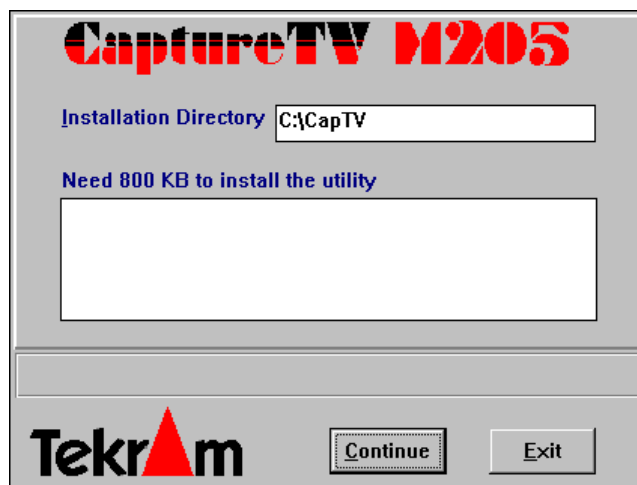 CaptureTV M205
Installation Directory C:\CapTV
Need 800 KB to install the utility
Tekram
Continue Exit